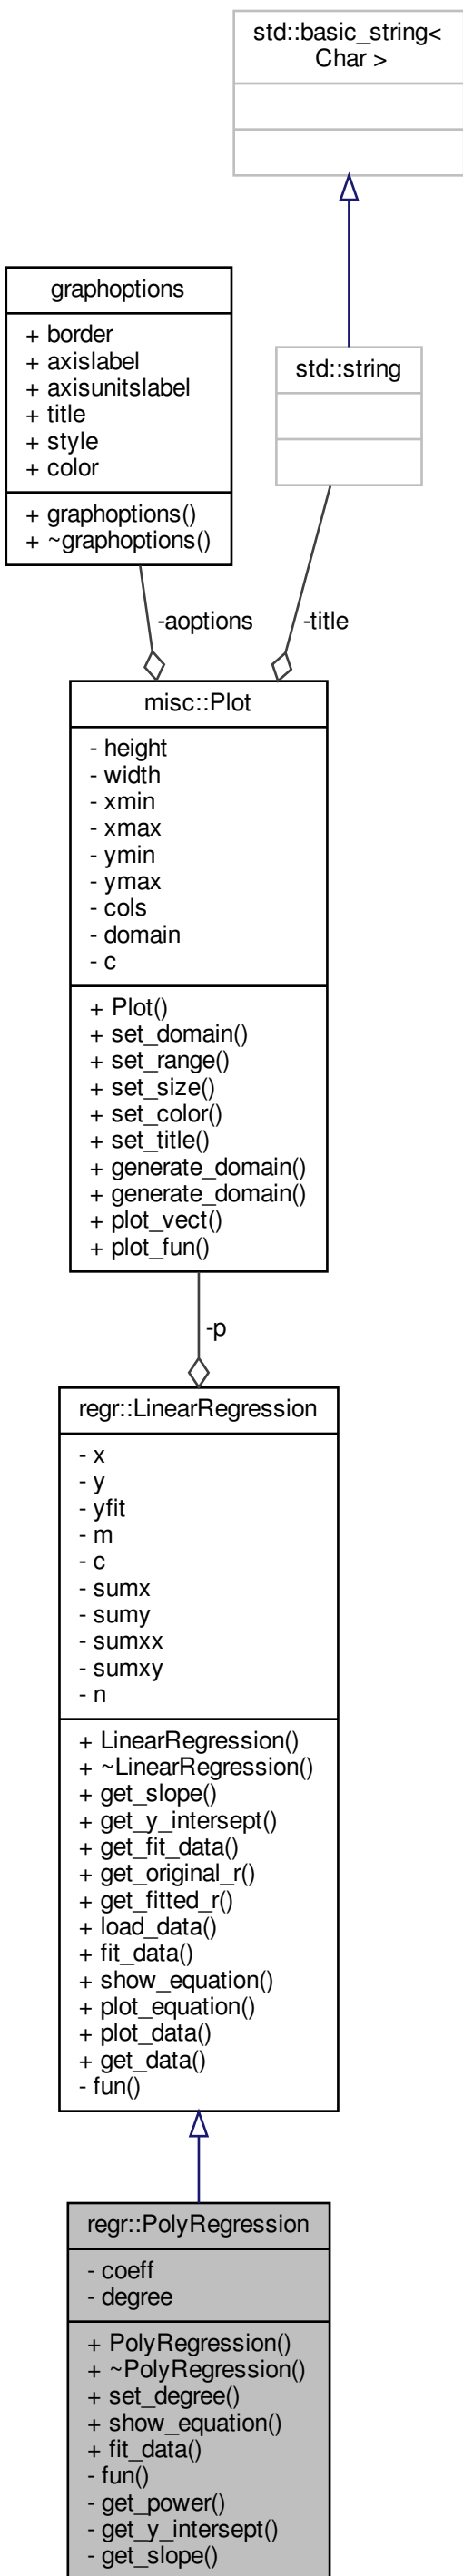 std::basic_string<
Char >
graphoptions
+ border
+ axislabel
+ axisunitslabel
+ title
+ style
+ color
+ graphoptions()
+ ~graphoptions()
std::string
-aoptions
-title
misc::Plot
- height
- width
- xmin
- xmax
- ymin
- ymax
- cols
- domain
- c
+ Plot()
+ set_domain()
+ set_range()
+ set_size()
+ set_color()
+ set_title()
+ generate_domain()
+ generate_domain()
+ plot_vect()
+ plot_fun()
-p
regr::LinearRegression
- x
- y
- yfit
- m
- c
- sumx
- sumy
- sumxx
- sumxy
- n
+ LinearRegression()
+ ~LinearRegression()
+ get_slope()
+ get_y_intersept()
+ get_fit_data()
+ get_original_r()
+ get_fitted_r()
+ load_data()
+ fit_data()
+ show_equation()
+ plot_equation()
+ plot_data()
+ get_data()
- fun()
regr::PolyRegression
- coeff
- degree
+ PolyRegression()
+ ~PolyRegression()
+ set_degree()
+ show_equation()
+ fit_data()
- fun()
- get_power()
- get_y_intersept()
- get_slope()